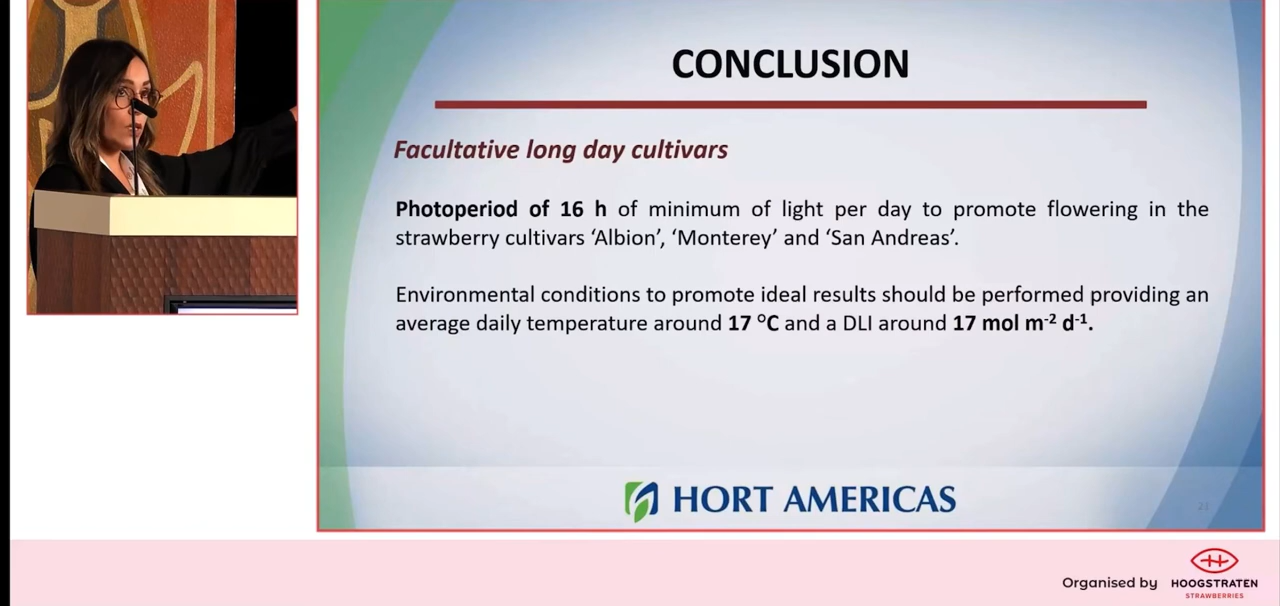 CONCLUSION
Facultative long day cultivars
Photoperiod of 16 h of minimum of light per day to promote flowering in the
strawberry cultivars ‘Albion’, ‘Monterey’ and ‘San Andreas’.
Environmental conditions to promote ideal results should be performed providing an
average daily temperature around 17 °C and a DLI around 17 mol m⁻² d⁻¹.
HORT AMERICAS
Organised by
HOOGSTRATEN
STRAWBERRIES